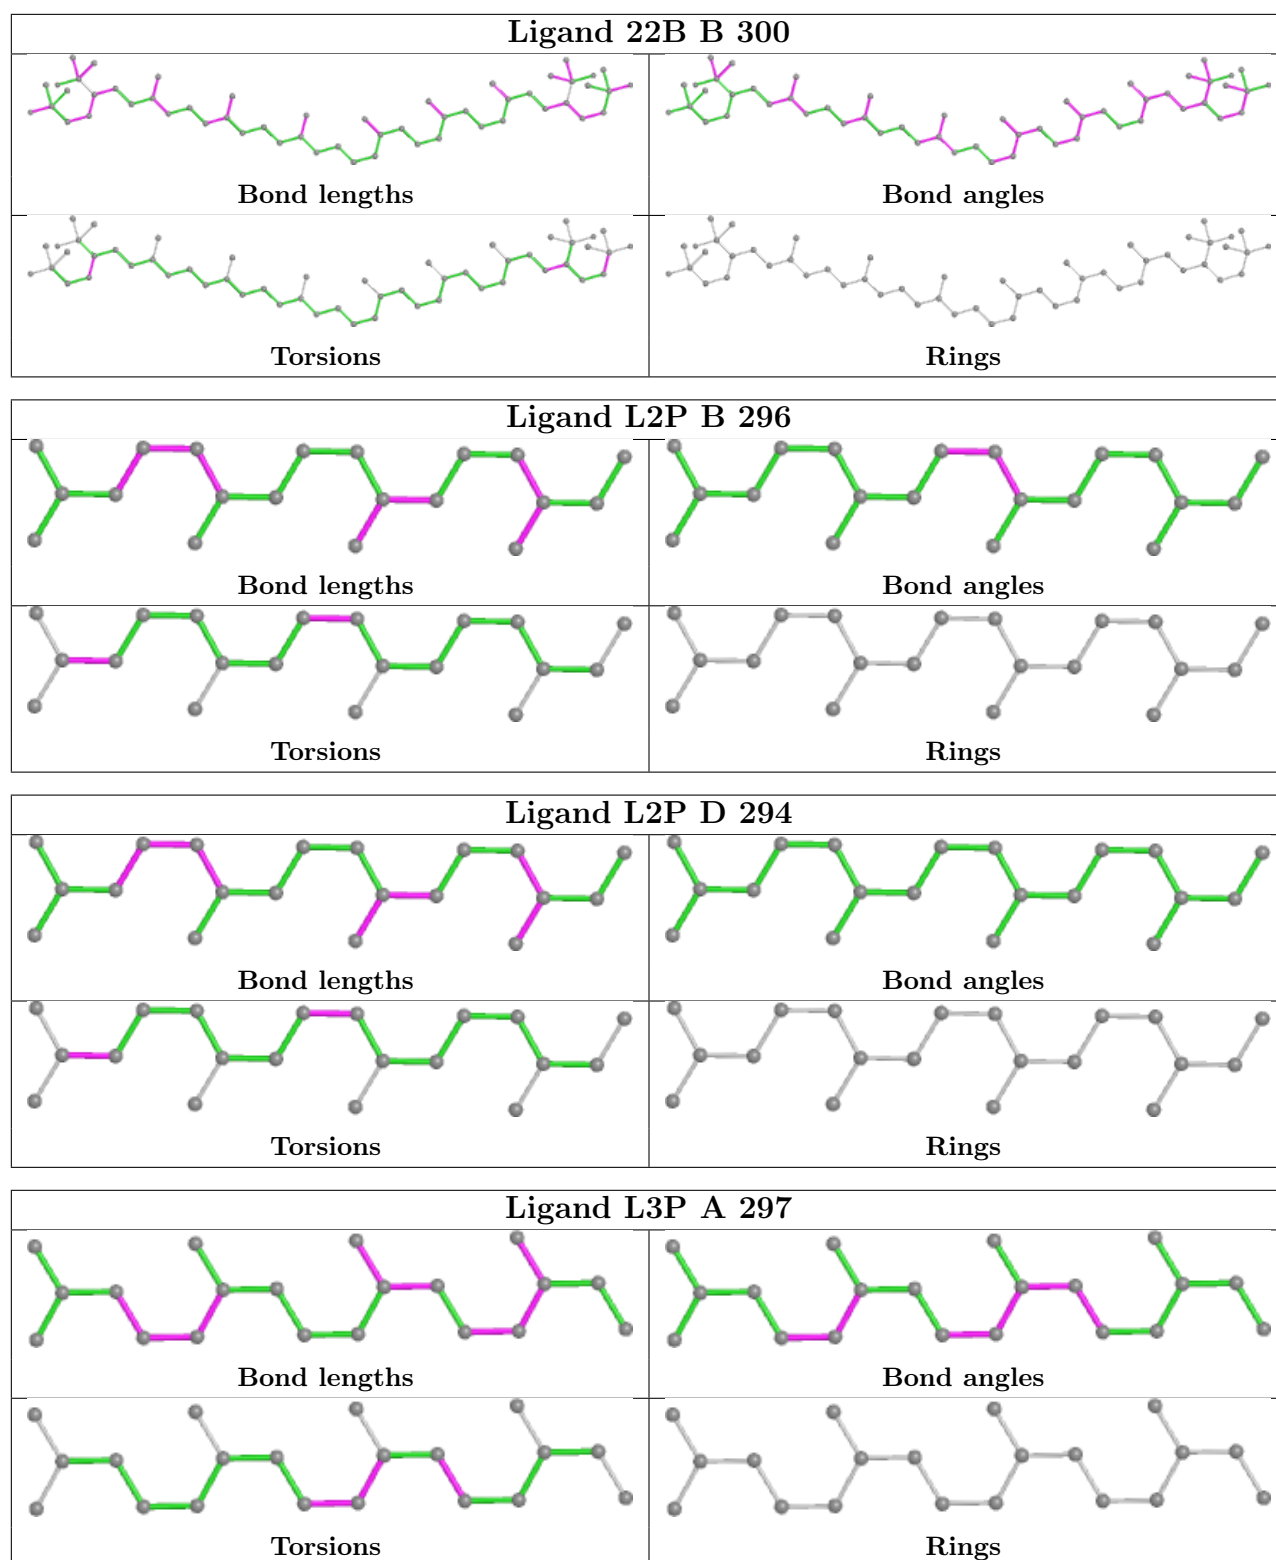 Ligand 22B B 300
Bond lengths Bond angles
Torsions Rings
Ligand L2P B 296
Bond lengths Bond angles
Torsions Rings
Ligand L2P D 294
Bond lengths Bond angles
Torsions Rings
Ligand L3P A 297
Bond lengths Bond angles
Torsions Rings